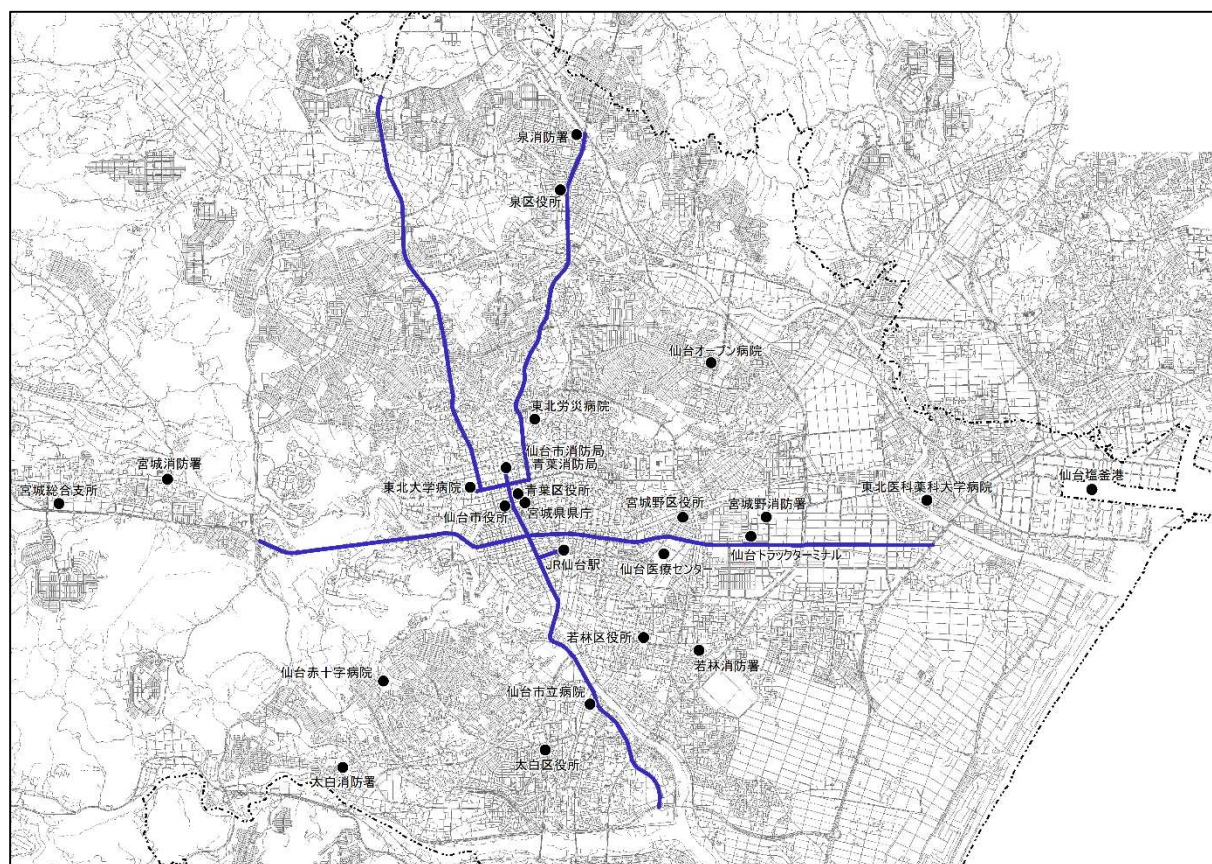 泉消防署
泉区役所
仙台オープン病院
東北労災病院
仙台市消防局
青葉消防局
宮城消防署
宮城総合支所
東北大学病院
青葉区役所
仙台市役所
宮城県県庁
宮城野区役所
宮城野消防署
東北医科薬科大学病院
仙台塩釜港
JR仙台駅
仙台医療センター
仙台トラックターミナル
若林区役所
若林消防署
仙台赤十字病院
仙台市立病院
太白区役所
太白消防署